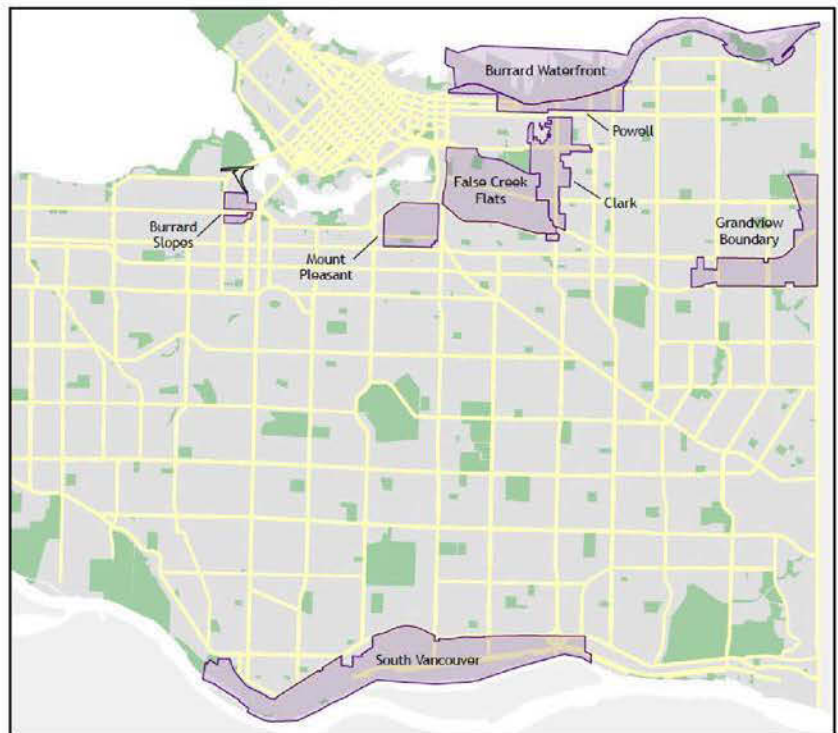 Burrard Waterfront
Powell
False Creek
Flats
Clark
Burrard
Slopes
Mount
Pleasant
Grandview
Boundary
South Vancouver